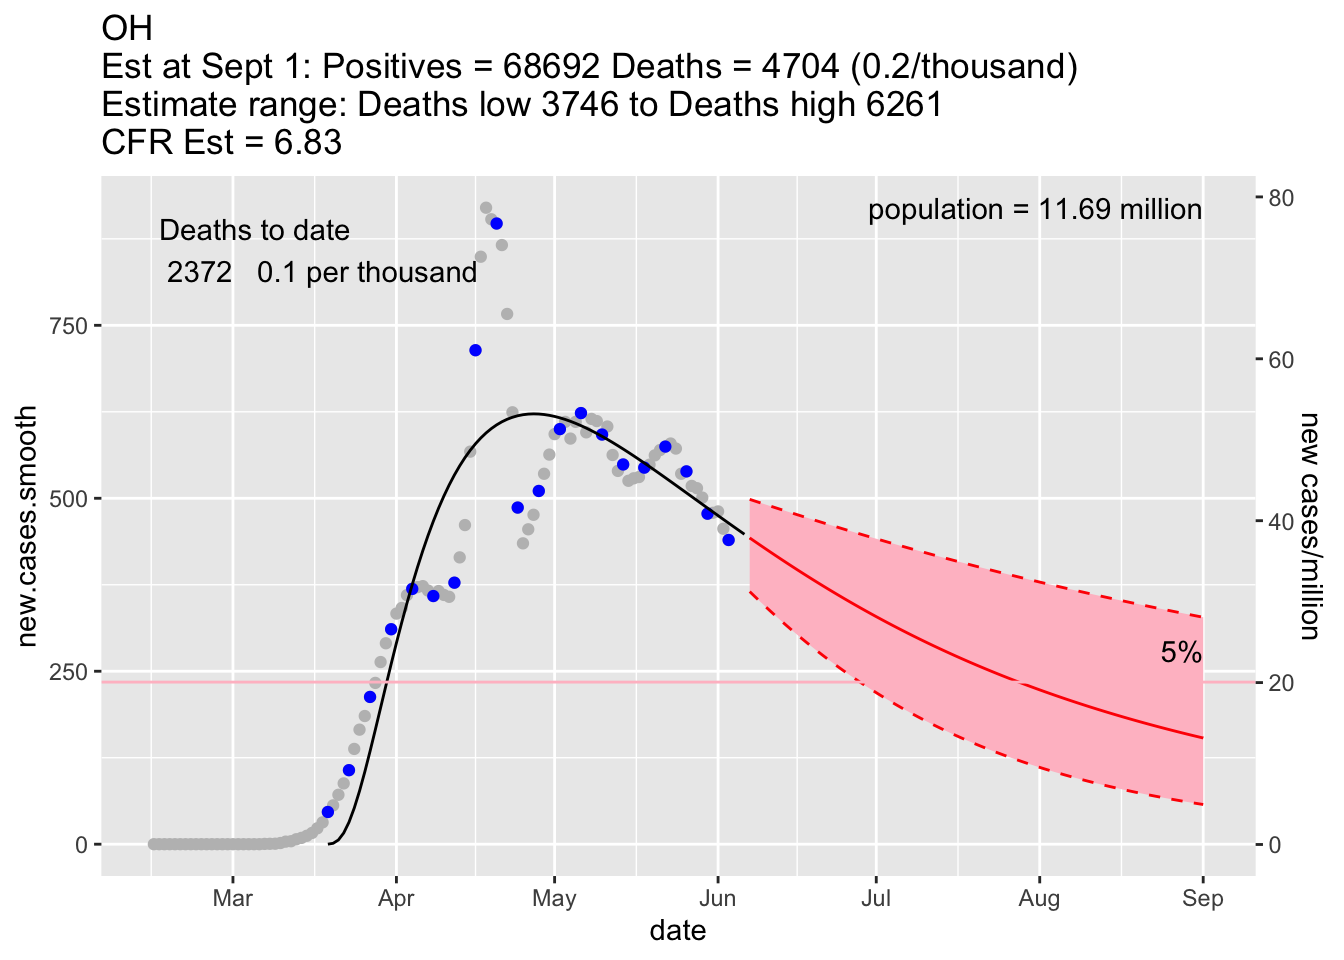 OH
Est at Sept 1: Positives = 68692 Deaths = 4704 (0.2/thousand)
Estimate range: Deaths low 3746 to Deaths high 6261
CFR Est = 6.83
Deaths to date
2372 0.1 per thousand
population = 11.69 million
750
500
250
0
new.cases.smooth
80
60
40
20
0
new cases/million
5%
Mar Apr May Jun Jul Aug Sep
date